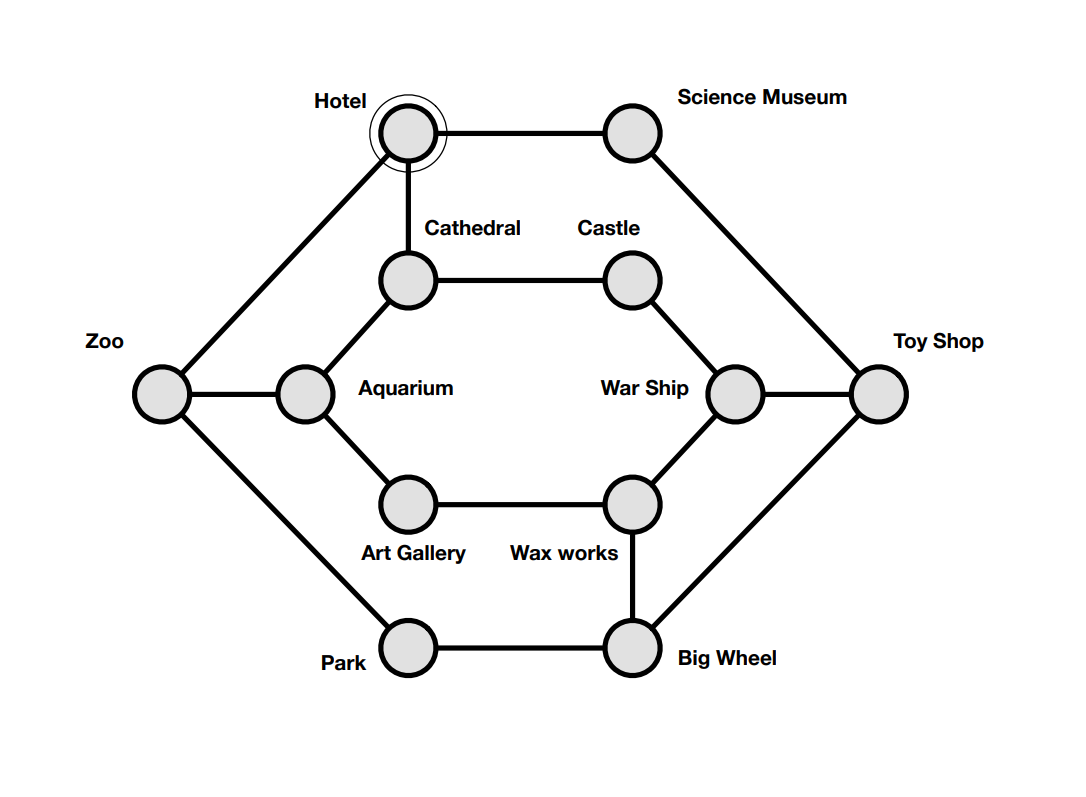 Hotel
Science Museum
Cathedral
Castle
Zoo
Toy Shop
Aquarium
War Ship
Art Gallery
Wax works
Park
Big Wheel